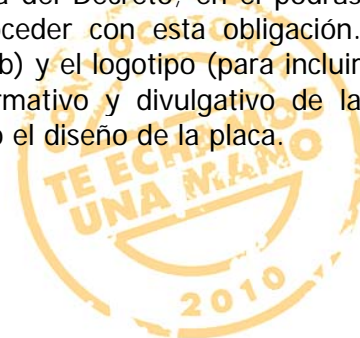 a del Decreto, en él podrás
ceder con esta obligación.
b) y el logotipo (para incluir
rmativo y divulgativo de la
o el diseño de la placa.
TE ECHAMOS
UNA MANO
2010